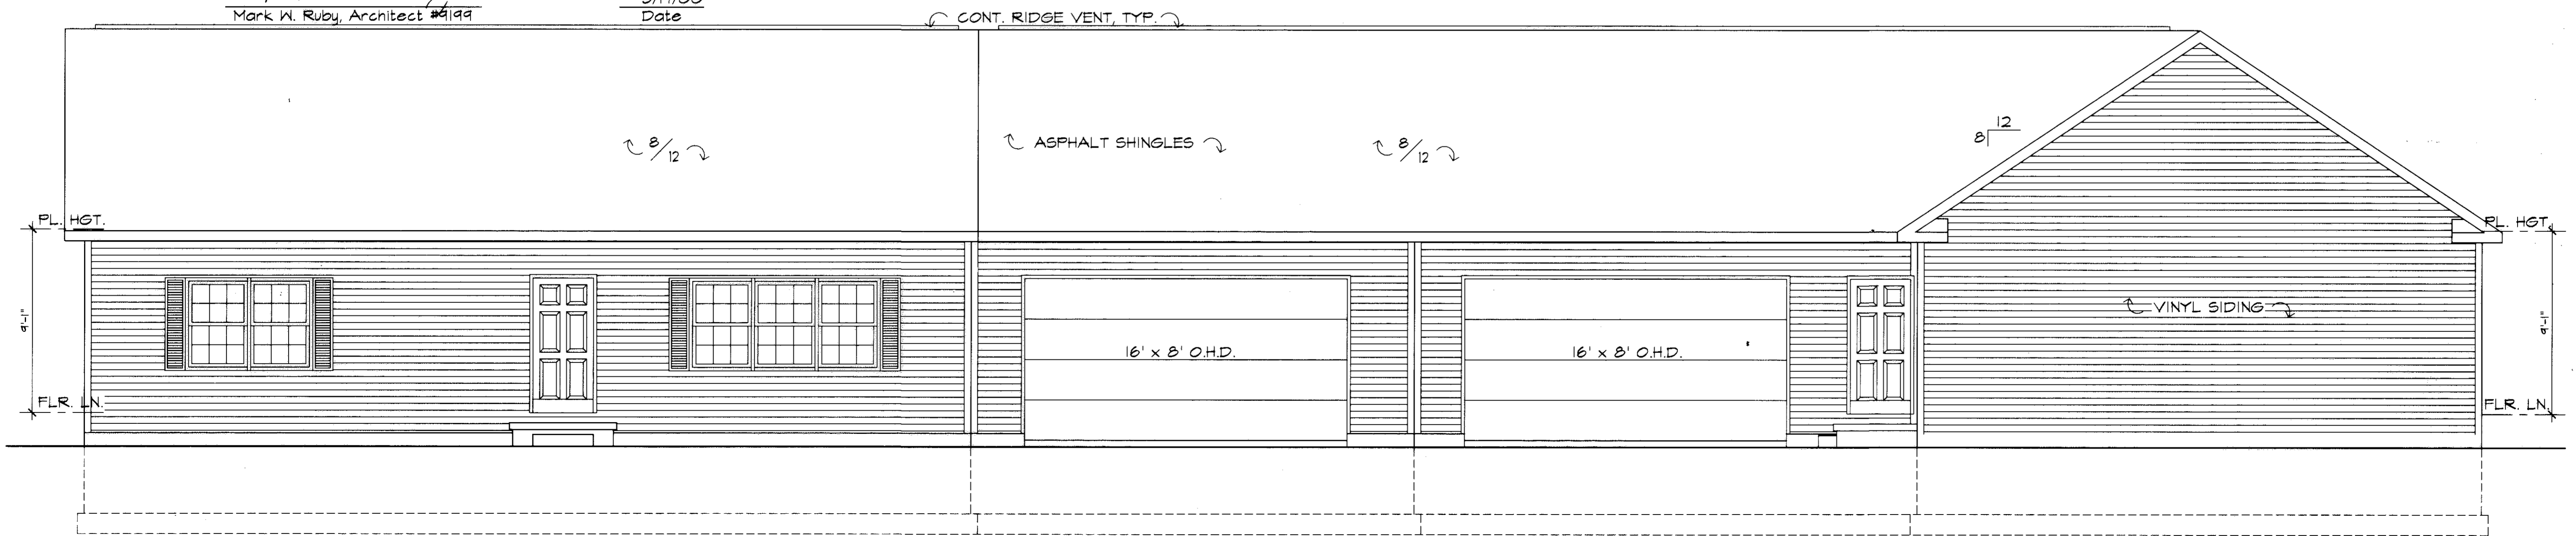 Mark W. Ruby, Architect #9199
Date
CONT. RIDGE VENT, TYP.
8/12
ASPHALT SHINGLES
8/12
12
8
PL. HGT.
PL. HGT.
9'-1"
16' x 8' O.H.D.
16' x 8' O.H.D.
VINYL SIDING
9'-1"
FLR. LN.
FLR. LN.